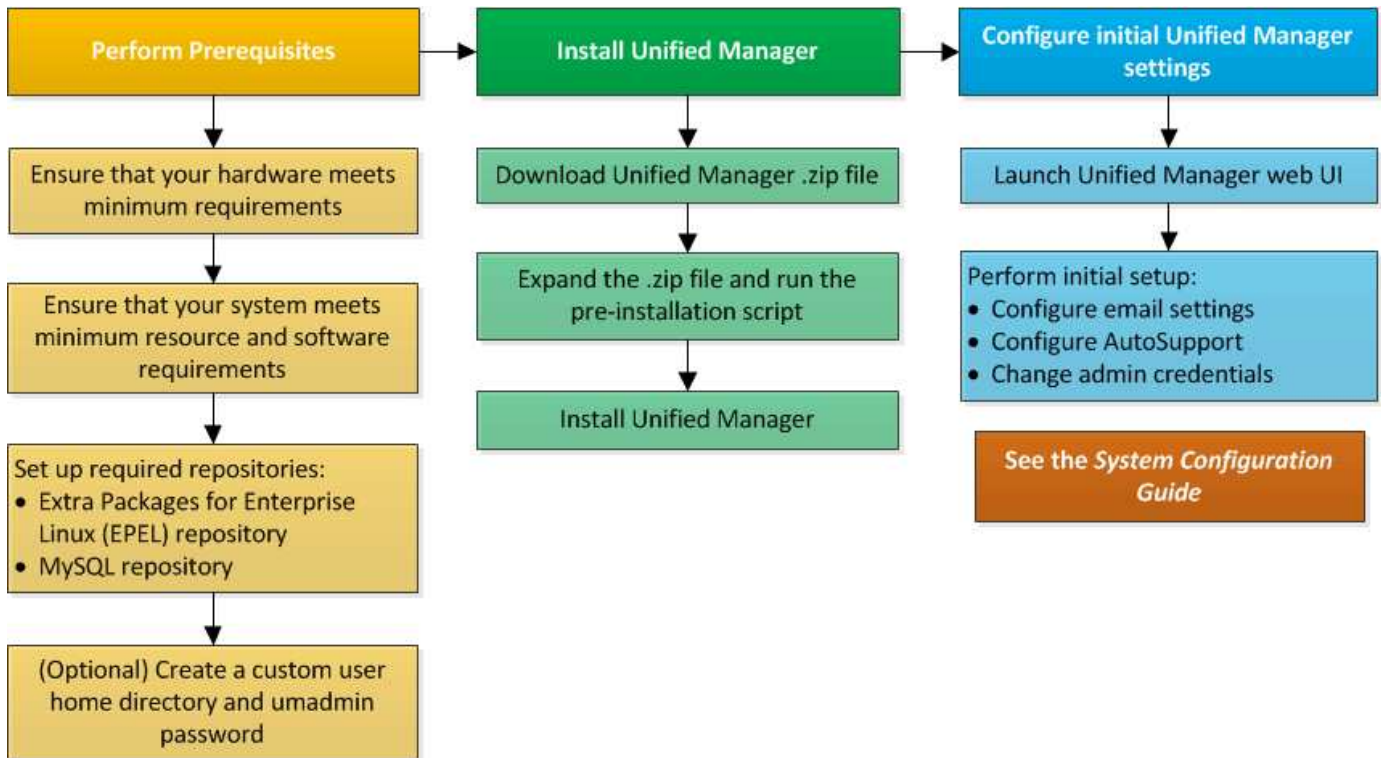 Perform Prerequisites
Ensure that your hardware meets
minimum requirements
Ensure that your system meets
minimum resource and software
requirements
Set up required repositories:
• Extra Packages for Enterprise
Linux (EPEL) repository
• MySQL repository
(Optional) Create a custom user
home directory and umadmin
password
Install Unified Manager
Download Unified Manager .zip file
Expand the .zip file and run the
pre-installation script
Install Unified Manager
Configure initial Unified Manager
settings
Launch Unified Manager web UI
Perform initial setup:
• Configure email settings
• Configure AutoSupport
• Change admin credentials
See the System Configuration
Guide